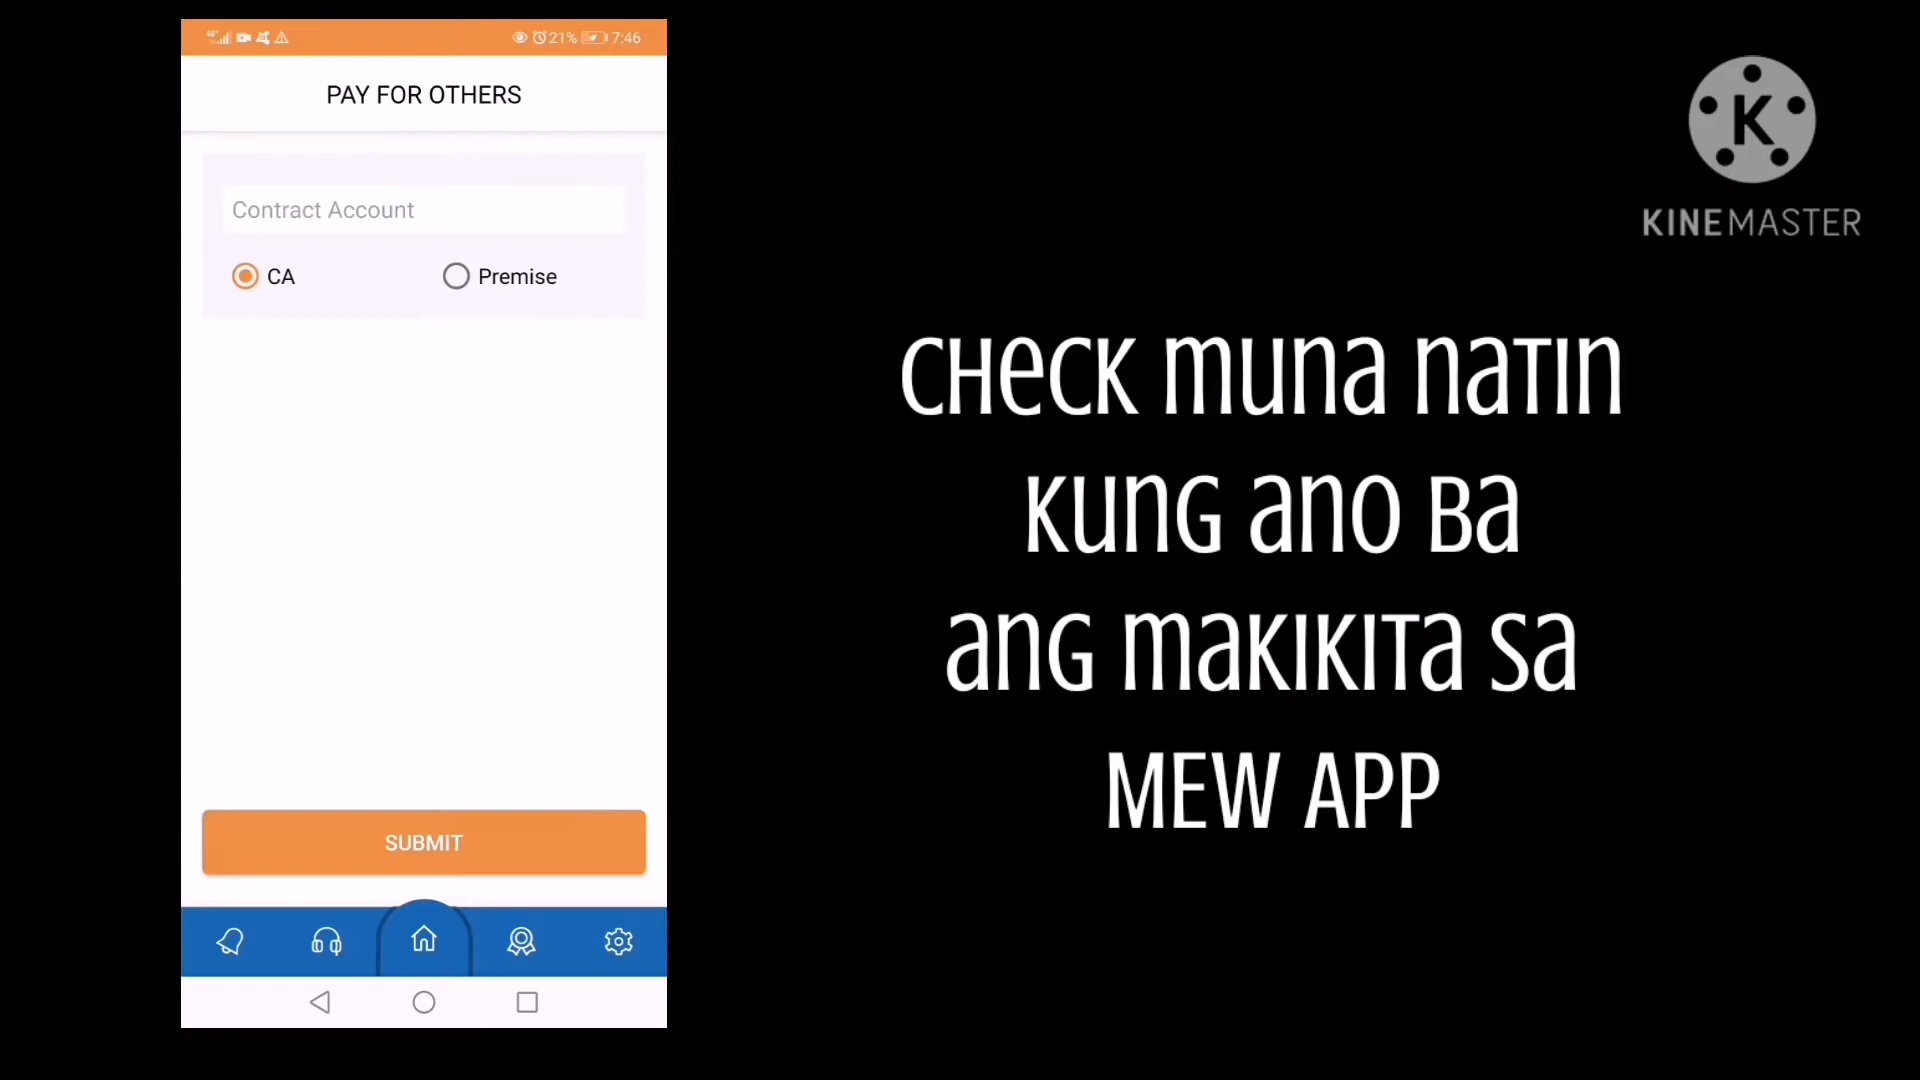 4G+ 21% 7:46
PAY FOR OTHERS
Contract Account
CA Premise
SUBMIT
K
KINEMASTER
CHECK MUNA NATIN
KUNG ANO BA
ANG MAKIKITA SA
MEW APP